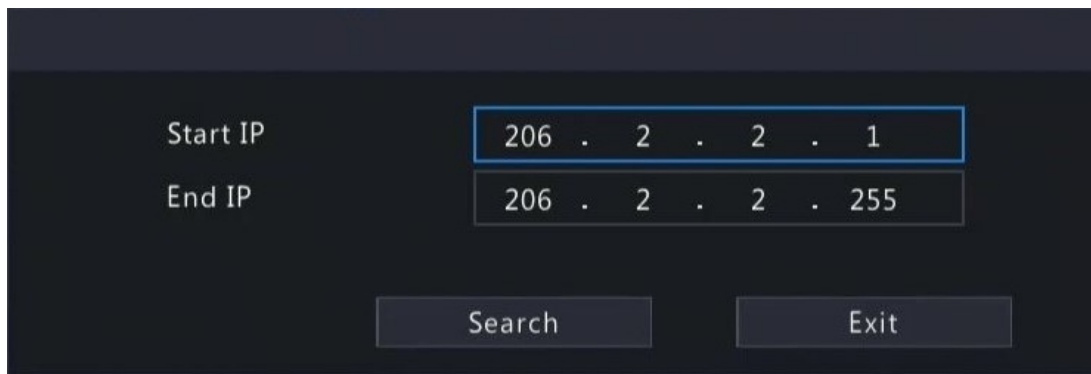 Start IP 206 . 2 . 2 . 1
End IP 206 . 2 . 2 . 255
Search Exit